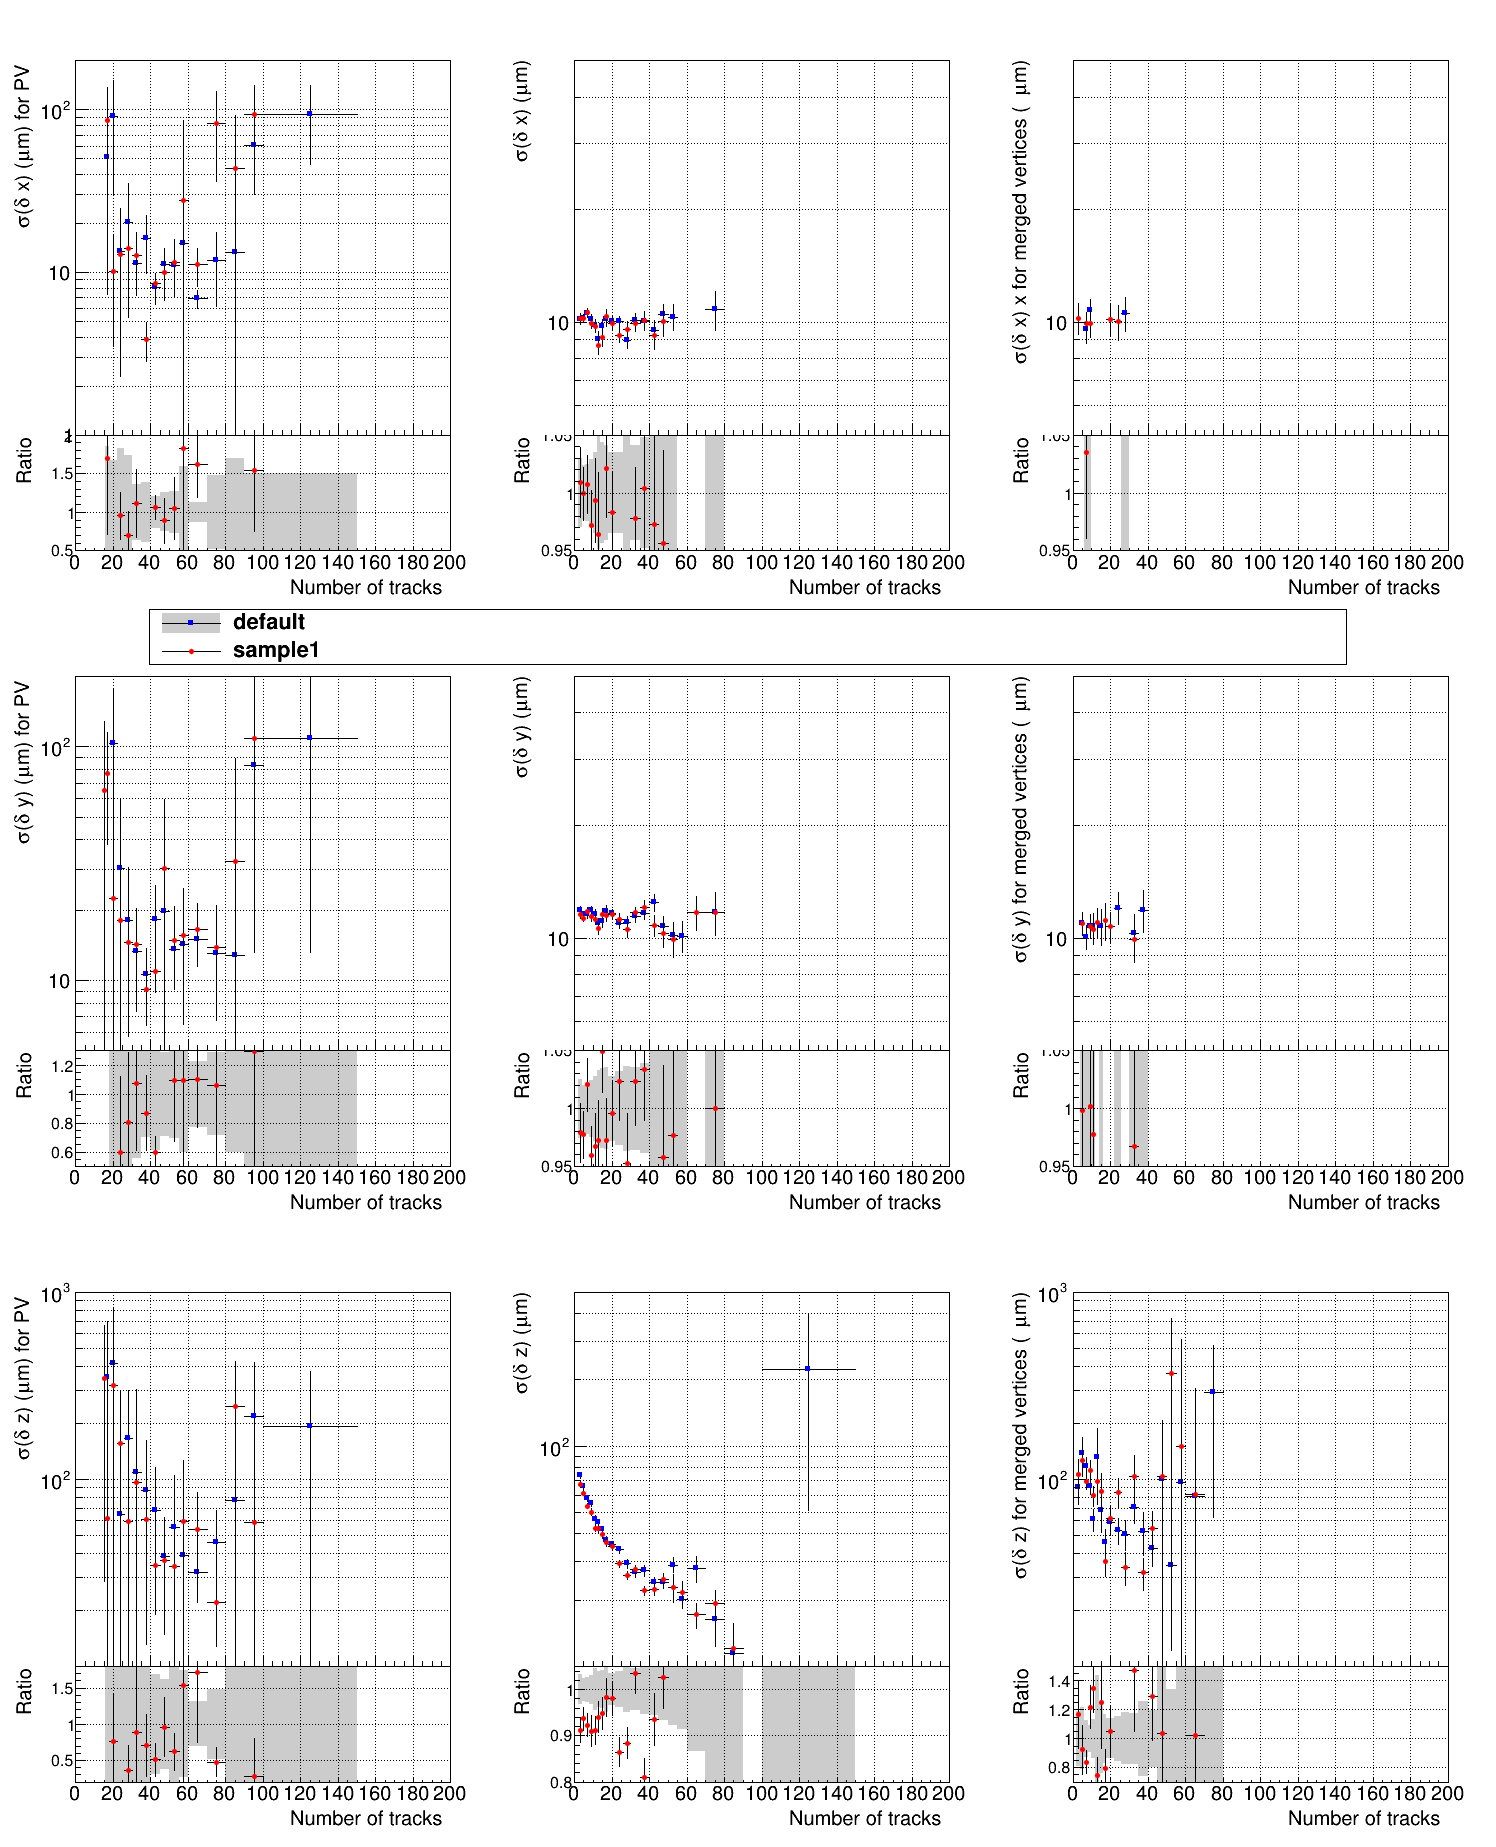 σ(δ x) (μm) for PV
10²
10
1
Ratio
2
1.5
1
0.5
0 20 40 60 80 100 120 140 160 180 200
Number of tracks
σ(δ x) (μm)
10
Ratio
1.05
1
0.95
0 20 40 60 80 100 120 140 160 180 200
Number of tracks
σ(δ x) x for merged vertices ( μm)
10
Ratio
1.05
1
0.95
0 20 40 60 80 100 120 140 160 180 200
Number of tracks
default
sample1
σ(δ y) (μm) for PV
10²
10
Ratio
1.2
1
0.8
0.6
0 20 40 60 80 100 120 140 160 180 200
Number of tracks
σ(δ y) (μm)
10
Ratio
1.05
1
0.95
0 20 40 60 80 100 120 140 160 180 200
Number of tracks
σ(δ y) for merged vertices ( μm)
10
Ratio
1.05
1
0.95
0 20 40 60 80 100 120 140 160 180 200
Number of tracks
σ(δ z) (μm) for PV
10³
10²
Ratio
1.5
1
0.5
0 20 40 60 80 100 120 140 160 180 200
Number of tracks
σ(δ z) (μm)
10²
Ratio
1
0.9
0.8
0 20 40 60 80 100 120 140 160 180 200
Number of tracks
σ(δ z) for merged vertices ( μm)
10³
10²
Ratio
1.4
1.2
1
0.8
0 20 40 60 80 100 120 140 160 180 200
Number of tracks